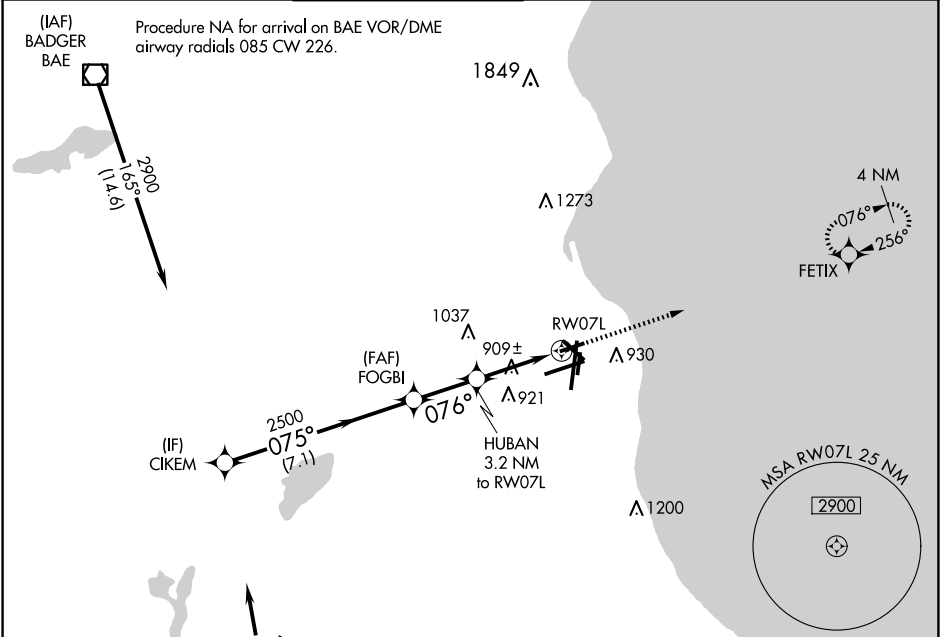 (IAF)
BADGER
BAE
Procedure NA for arrival on BAE VOR/DME
airway radials 085 CW 226.
1849
2900
165°
(14.6)
1273
4 NM
076°
256°
FETIX
1037
RW07L
909±
930
(FAF)
FOGBI
921
076°
2500
075°
(7.1)
(IF)
CIKEM
HUBAN
3.2 NM
to RW07L
1200
MSA RW07L 25 NM
2900